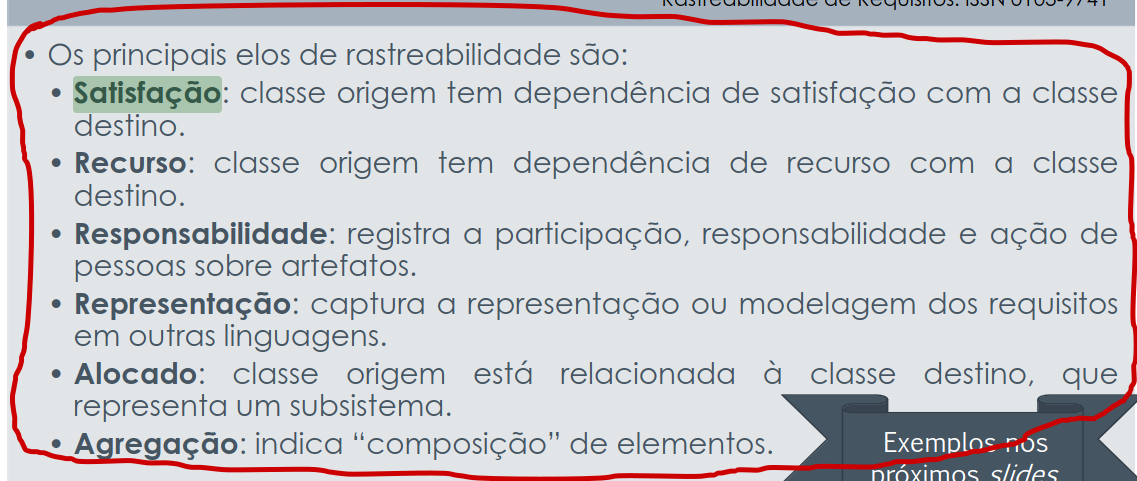 Rastreabilidade de Requisitos. ISSN 0103-9741
• Os principais elos de rastreabilidade são:
• Satisfação: classe origem tem dependência de satisfação com a classe
destino.
• Recurso: classe origem tem dependência de recurso com a classe
destino.
• Responsabilidade: registra a participação, responsabilidade e ação de
pessoas sobre artefatos.
• Representação: captura a representação ou modelagem dos requisitos
em outras linguagens.
• Alocado: classe origem está relacionada à classe destino, que
representa um subsistema.
• Agregação: indica “composição” de elementos.
Exemplos nos
próximos slides